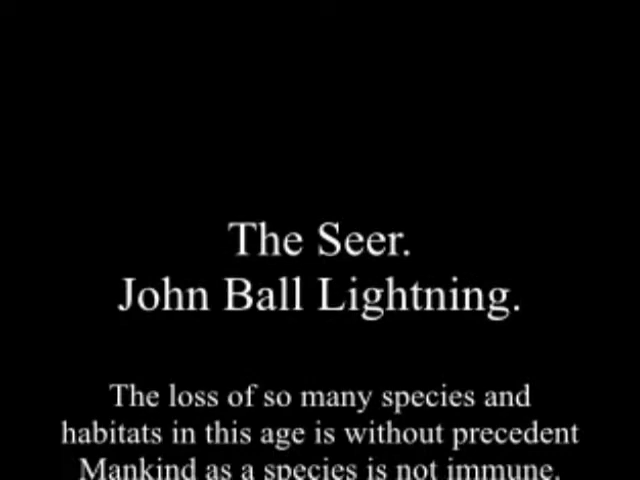 The Seer.
John Ball Lightning.
The loss of so many species and
habitats in this age is without precedent
Mankind as a species is not immune.